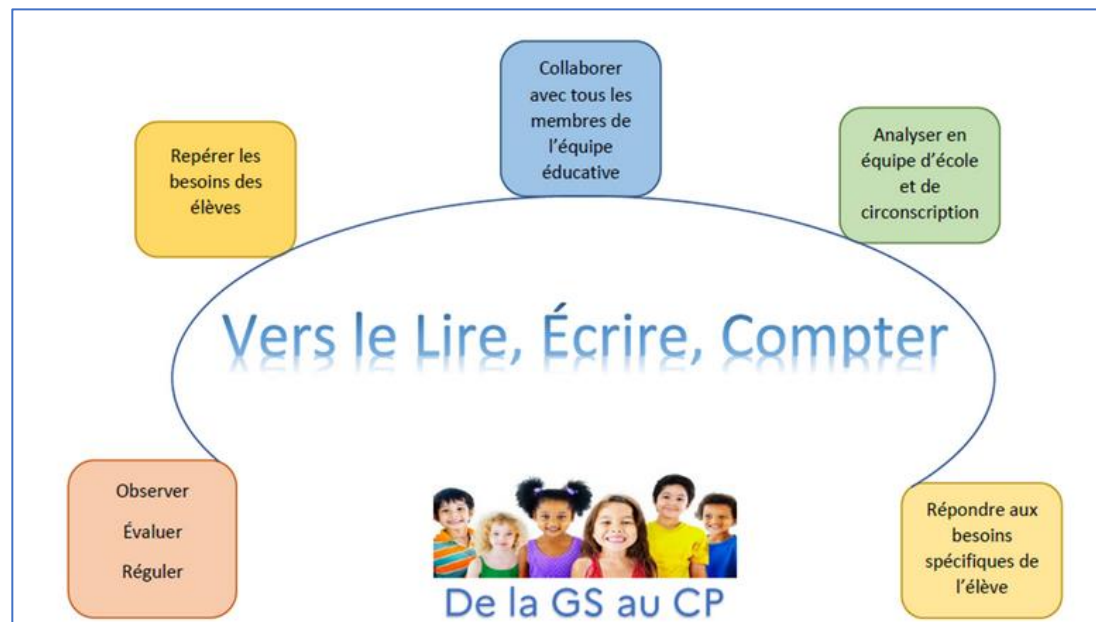 Collaborer
avec tous les
membres de
l'équipe
éducative
Repérer les
besoins des
élèves
Analyser en
équipe d'école
et de
circonscription
Vers le Lire, Écrire, Compter
Observer
Évaluer
Réguler
Répondre aux
besoins
spécifiques de
l'élève
De la GS au CP